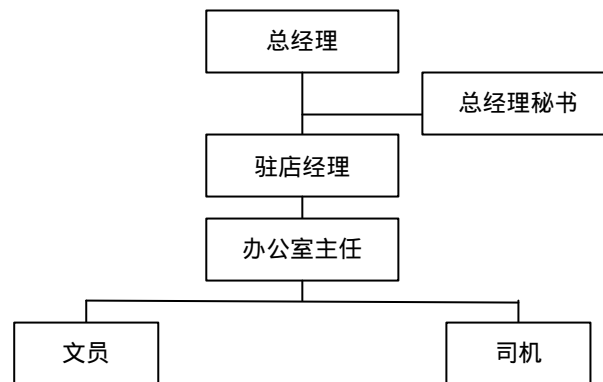 总经理
总经理秘书
驻店经理
办公室主任
文员
司机